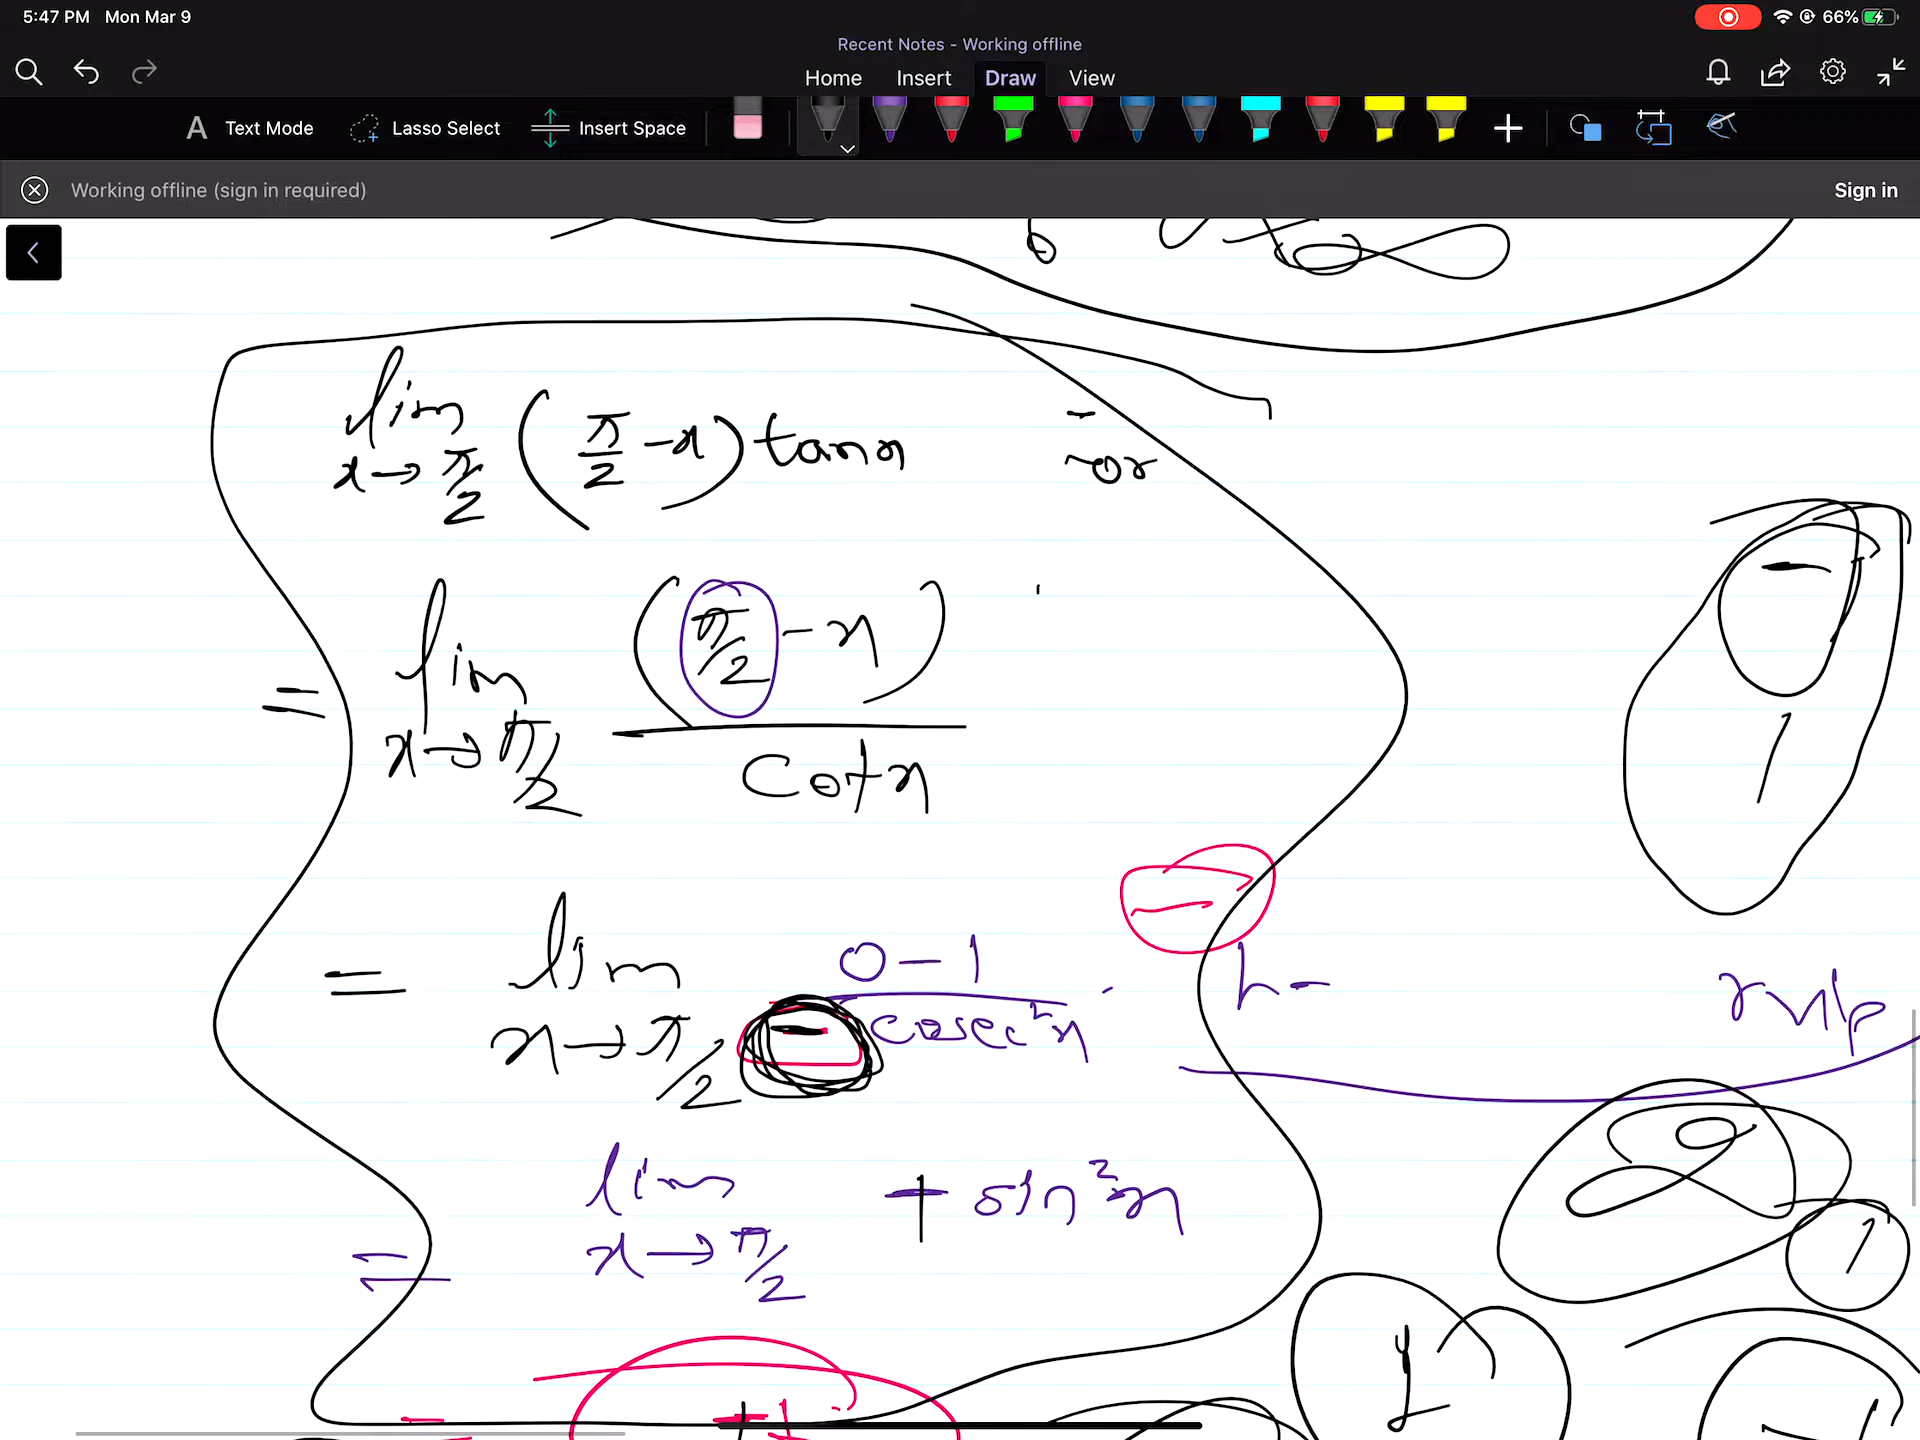 5:47 PM Mon Mar 9
66%
Recent Notes - Working offline
Home Insert Draw View
Text Mode Lasso Select Insert Space
Working offline (sign in required)
Sign in
lim x→π/2 (π/2 -x) tanx
= lim x→π/2 (π/2 - x) / cotx
= lim x→π/2 0-1 / - cosec²x
= lim x→π/2 + sin²x